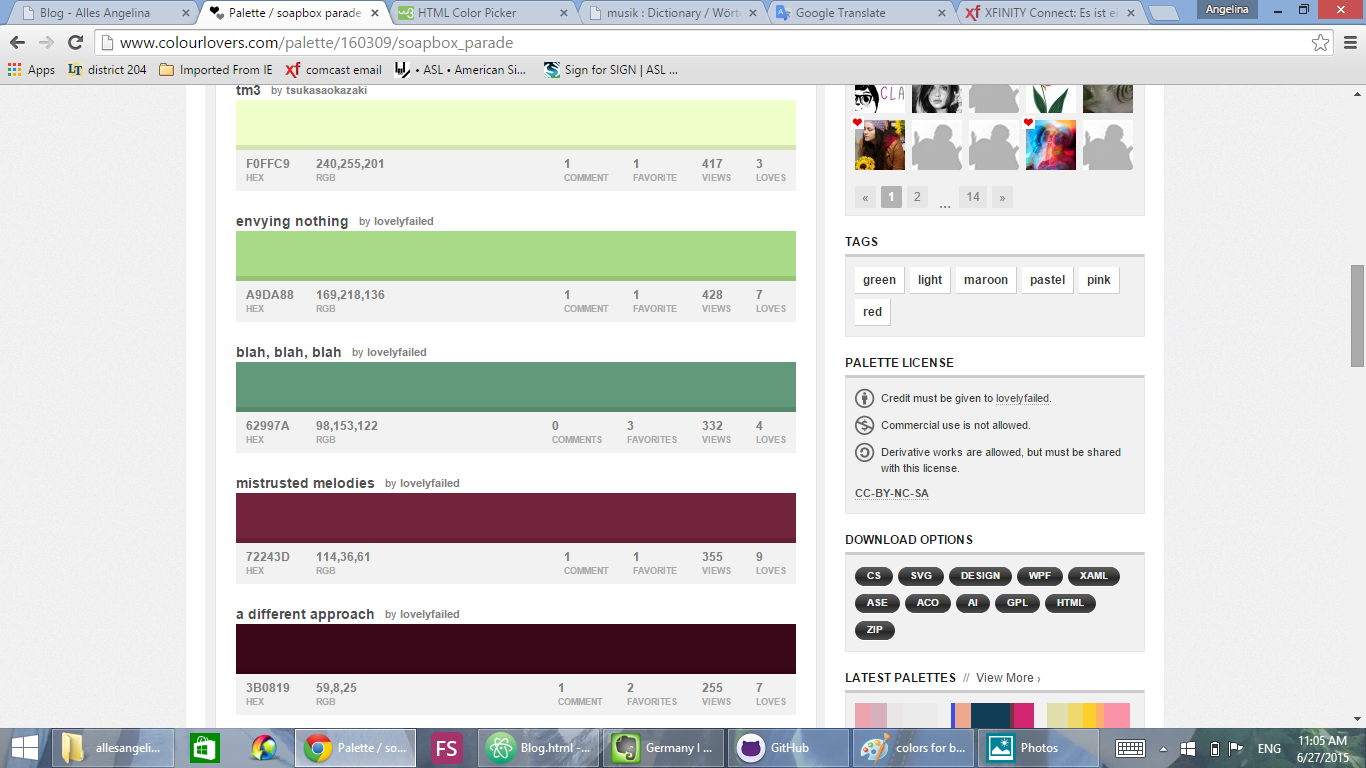 Blog - Alles Angelina
Palette / soapbox parade
HTML Color Picker
musik : Dictionary / Wört
Google Translate
XFINITY Connect: Es ist ei
Angelina
www.colourlovers.com/palette/160309/soapbox_parade
Apps
LT district 204
Imported From IE
xf comcast email
• ASL • American Si...
Sign for SIGN | ASL ...
tm3 by tsukasaokazaki
F0FFC9 240,255,201 1 1 417 3
HEX RGB COMMENT FAVORITE VIEWS LOVES
envying nothing by lovelyfailed
A9DA88 169,218,136 1 1 428 7
HEX RGB COMMENT FAVORITE VIEWS LOVES
blah, blah, blah by lovelyfailed
62997A 98,153,122 0 3 332 4
HEX RGB COMMENTS FAVORITES VIEWS LOVES
mistrusted melodies by lovelyfailed
72243D 114,36,61 1 1 355 9
HEX RGB COMMENT FAVORITE VIEWS LOVES
a different approach by lovelyfailed
3B0819 59,8,25 1 2 255 7
HEX RGB COMMENT FAVORITES VIEWS LOVES
CLA
« 1 2 ... 14 »
TAGS
green light maroon pastel pink
red
PALETTE LICENSE
Credit must be given to lovelyfailed.
Commercial use is not allowed.
Derivative works are allowed, but must be shared
with this license.
CC-BY-NC-SA
DOWNLOAD OPTIONS
CS SVG DESIGN WPF XAML
ASE ACO AI GPL HTML
ZIP
LATEST PALETTES // View More ›
allesangeli...
Palette / so...
FS
Blog.html -...
Germany I ...
GitHub
colors for b...
Photos
ENG
11:05 AM
6/27/2015